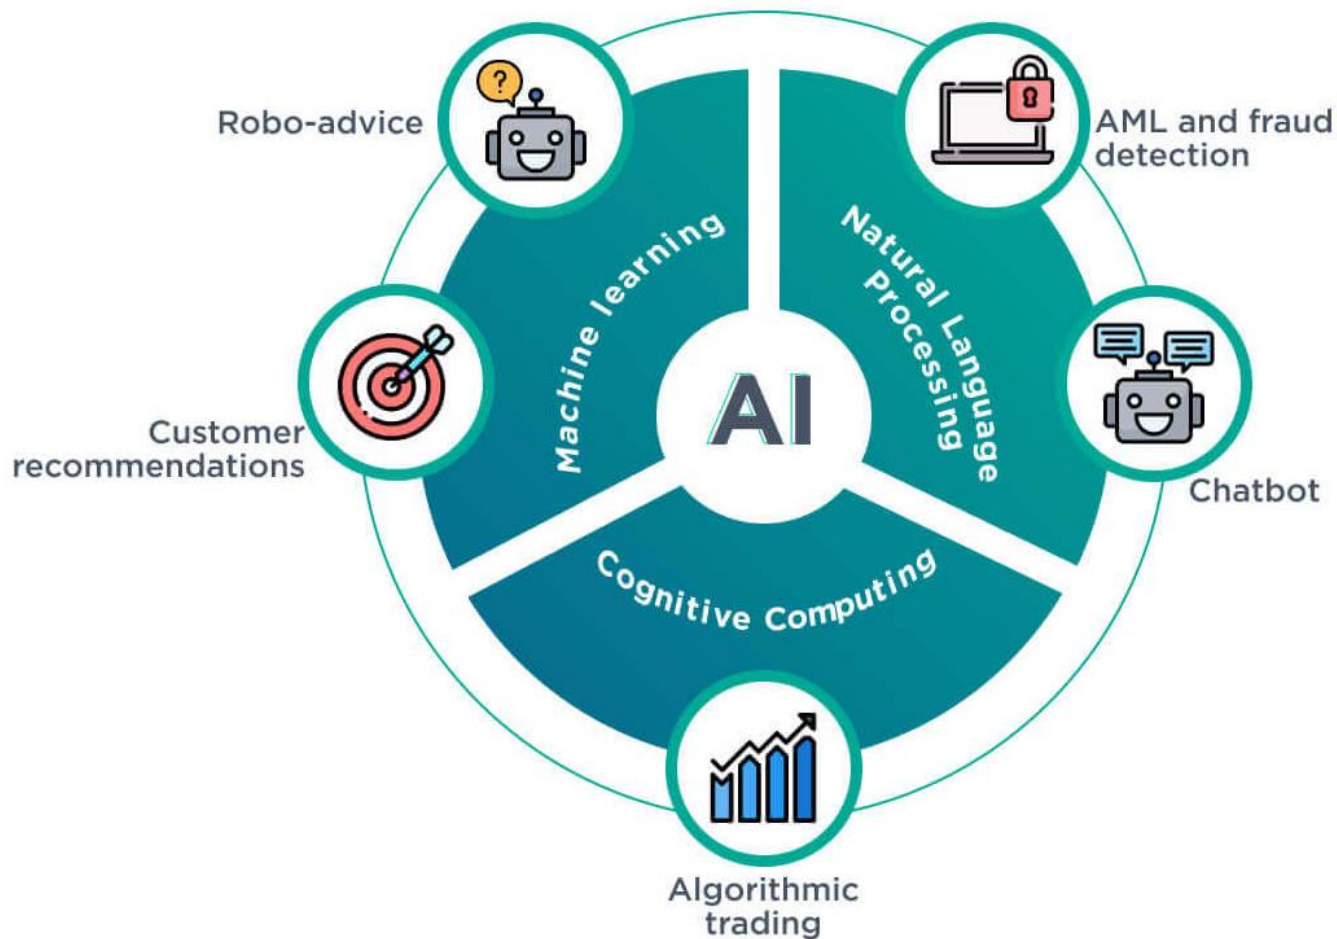 Robo-advice
?
AML and fraud
detection
Machine learning
Natural Language
Processing
AI
Customer
recommendations
Chatbot
Cognitive Computing
Algorithmic
trading